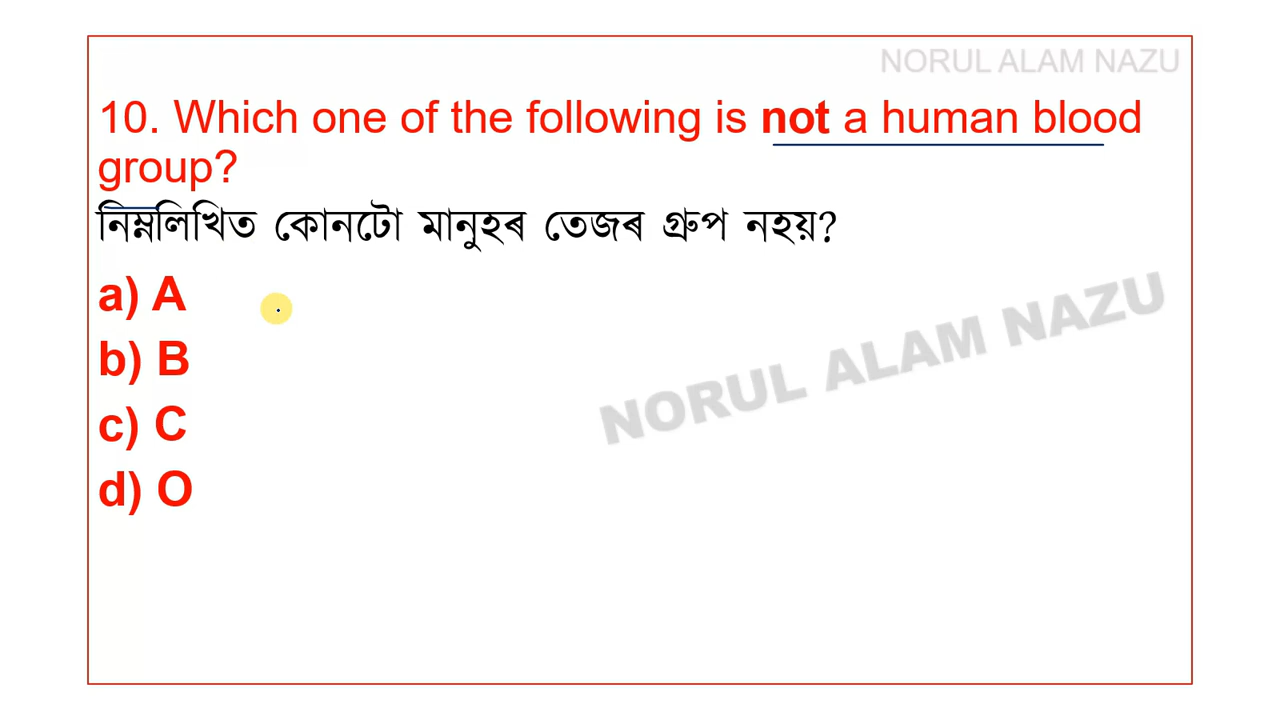 NORUL ALAM NAZU
10. Which one of the following is not a human blood
group?
নিম্নলিখিত কোনটো মানুহৰ তেজৰ গ্ৰুপ নহয়?
a) A
b) B
c) C
d) O
NORUL ALAM NAZU